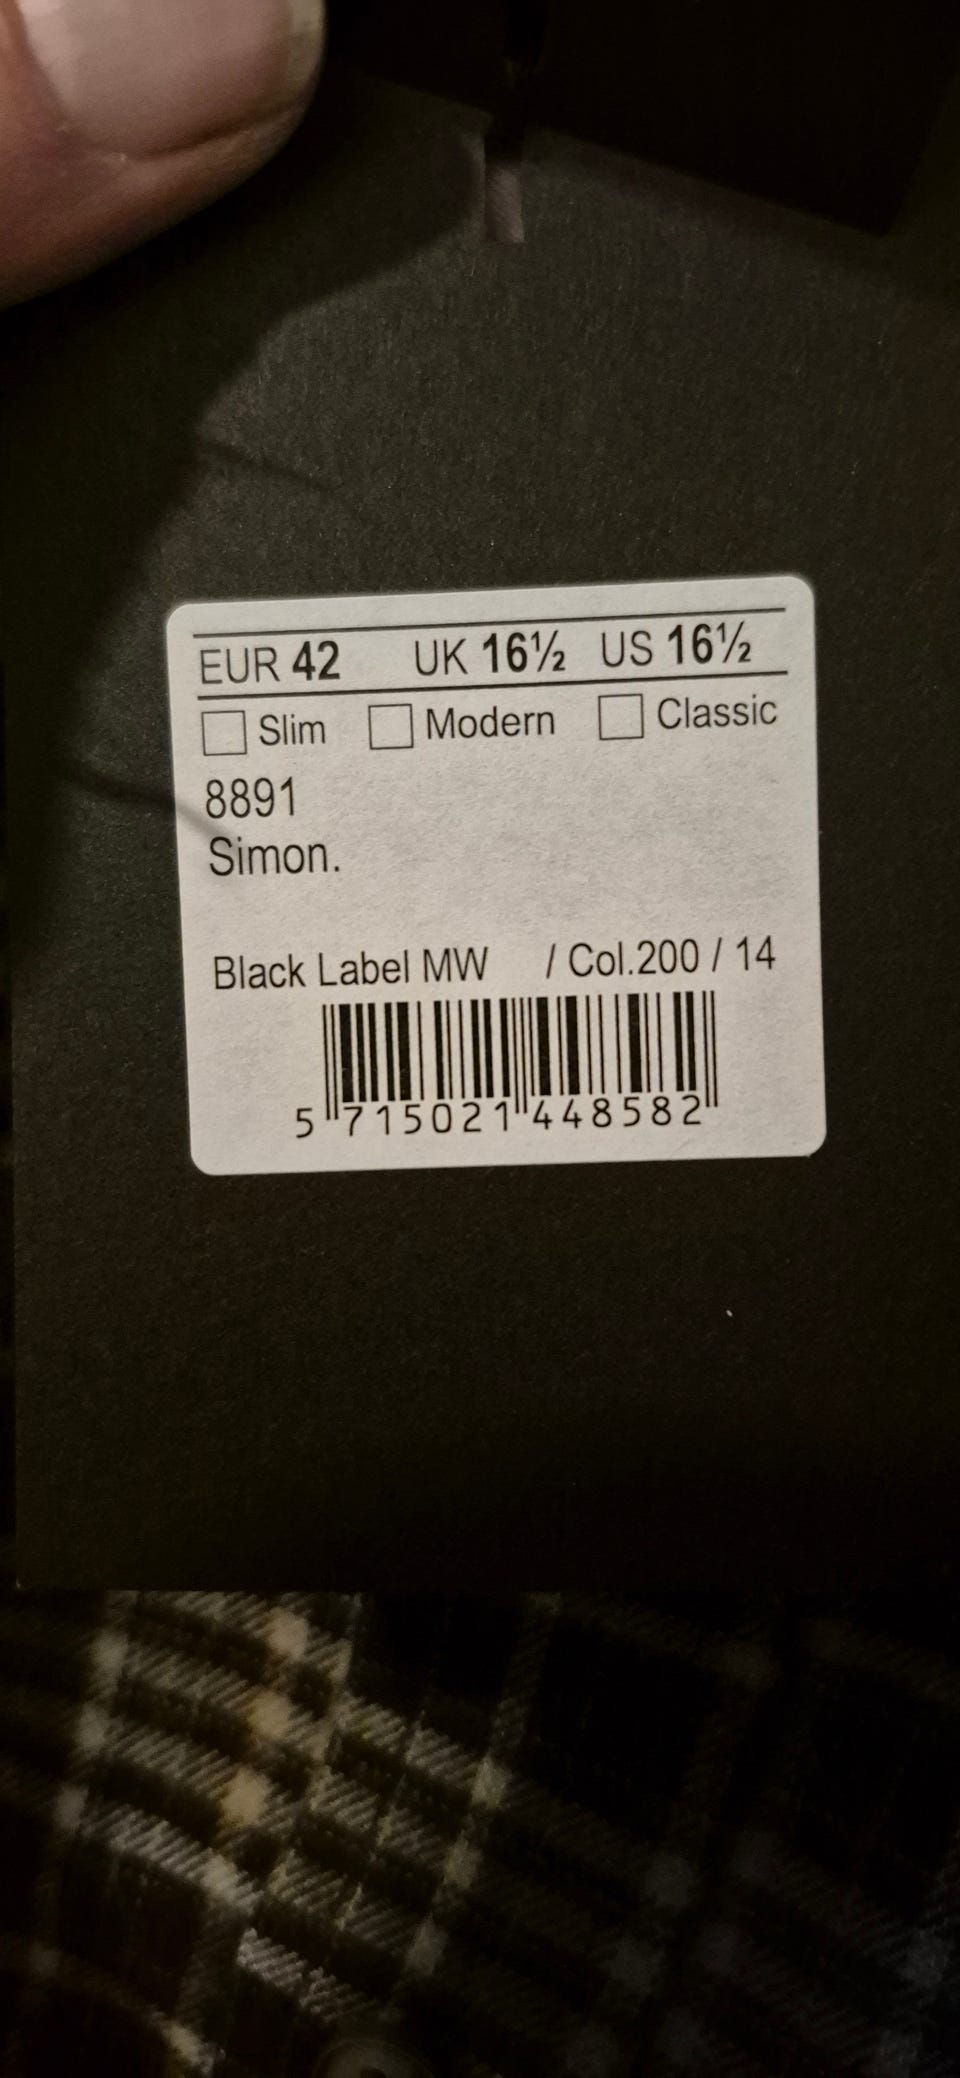 EUR 42 UK 16½ US 16½
Slim Modern Classic
8891
Simon.
Black Label MW / Col.200 / 14
5 715021 448582